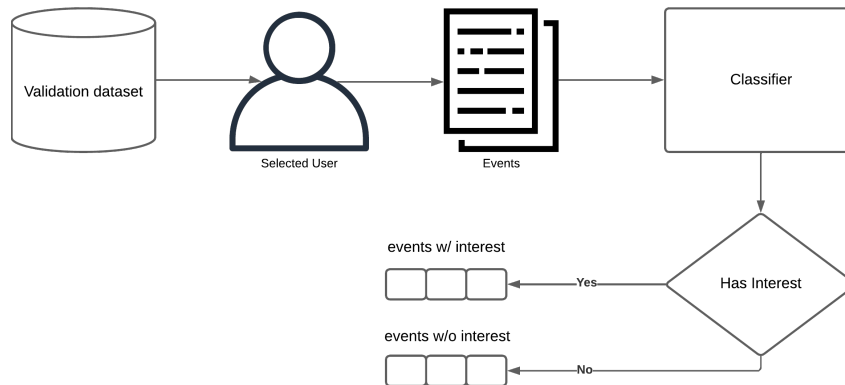 Validation dataset
Classifier
Selected User
Events
events w/ interest
Yes
Has Interest
events w/o interest
No